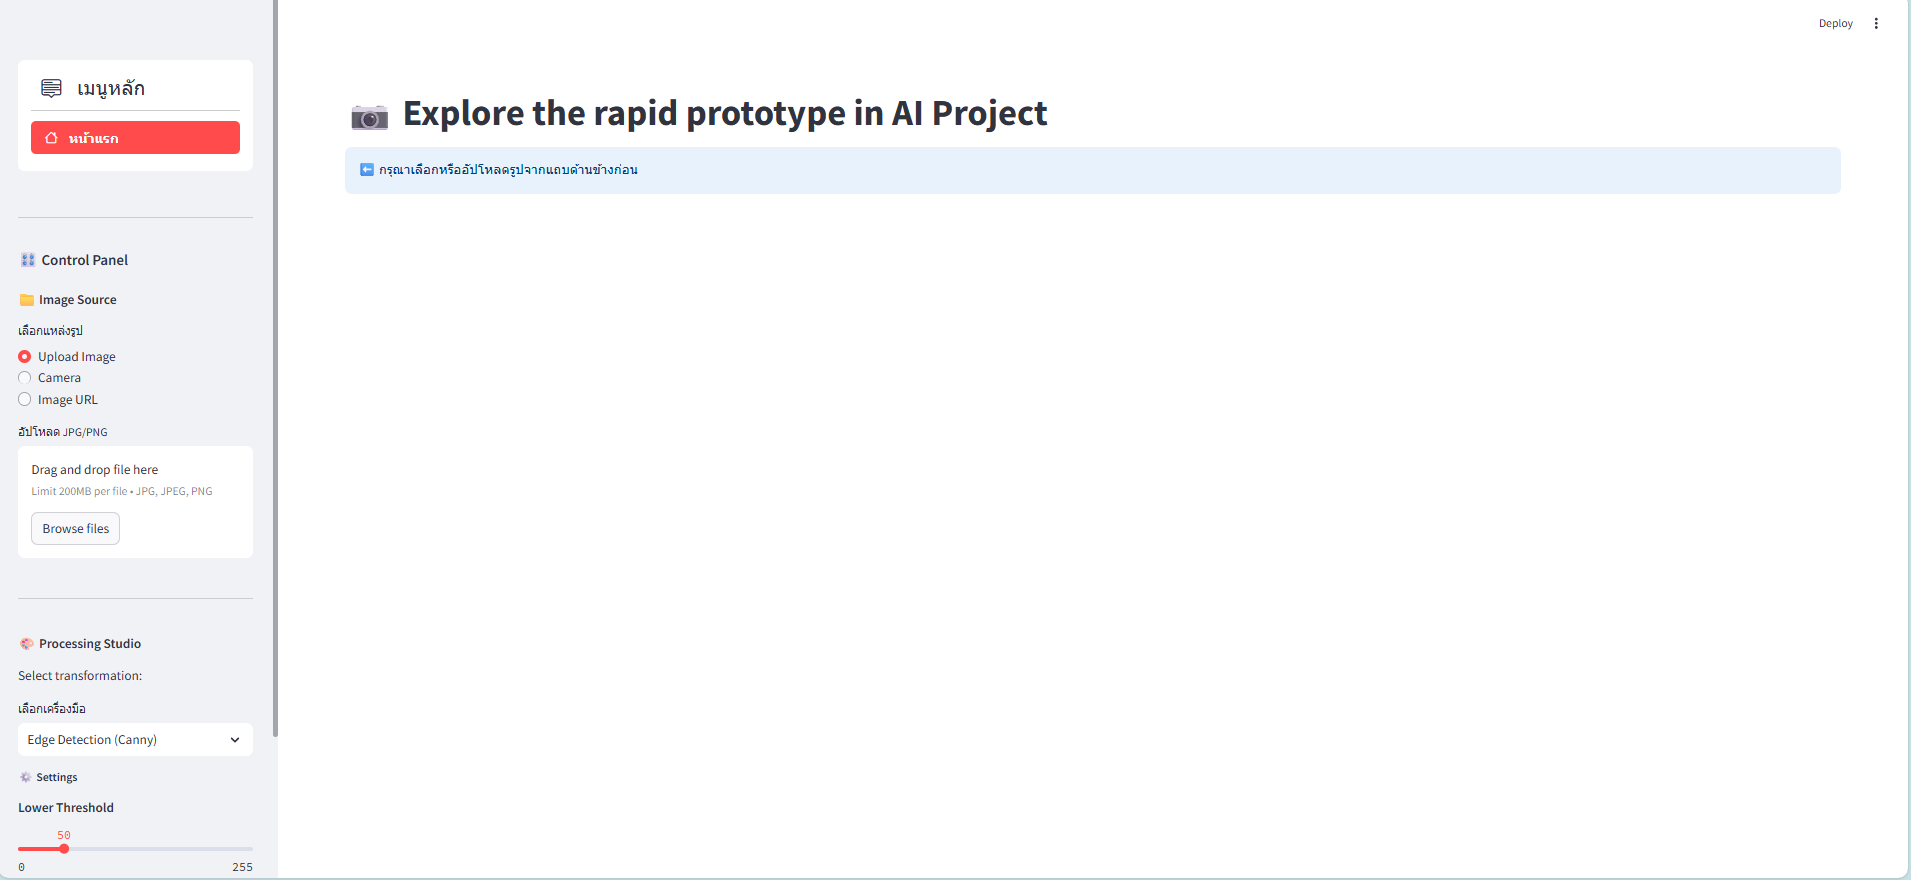 Deploy
เมนูหลัก
หน้าแรก
Control Panel
Image Source
เลือกแหล่งรูป
Upload Image
Camera
Image URL
อัปโหลด JPG/PNG
Drag and drop file here
Limit 200MB per file • JPG, JPEG, PNG
Browse files
Processing Studio
Select transformation:
เลือกเครื่องมือ
Edge Detection (Canny)
Settings
Lower Threshold
50
0 255
Explore the rapid prototype in AI Project
กรุณาเลือกหรืออัปโหลดรูปจากแถบด้านข้างก่อน